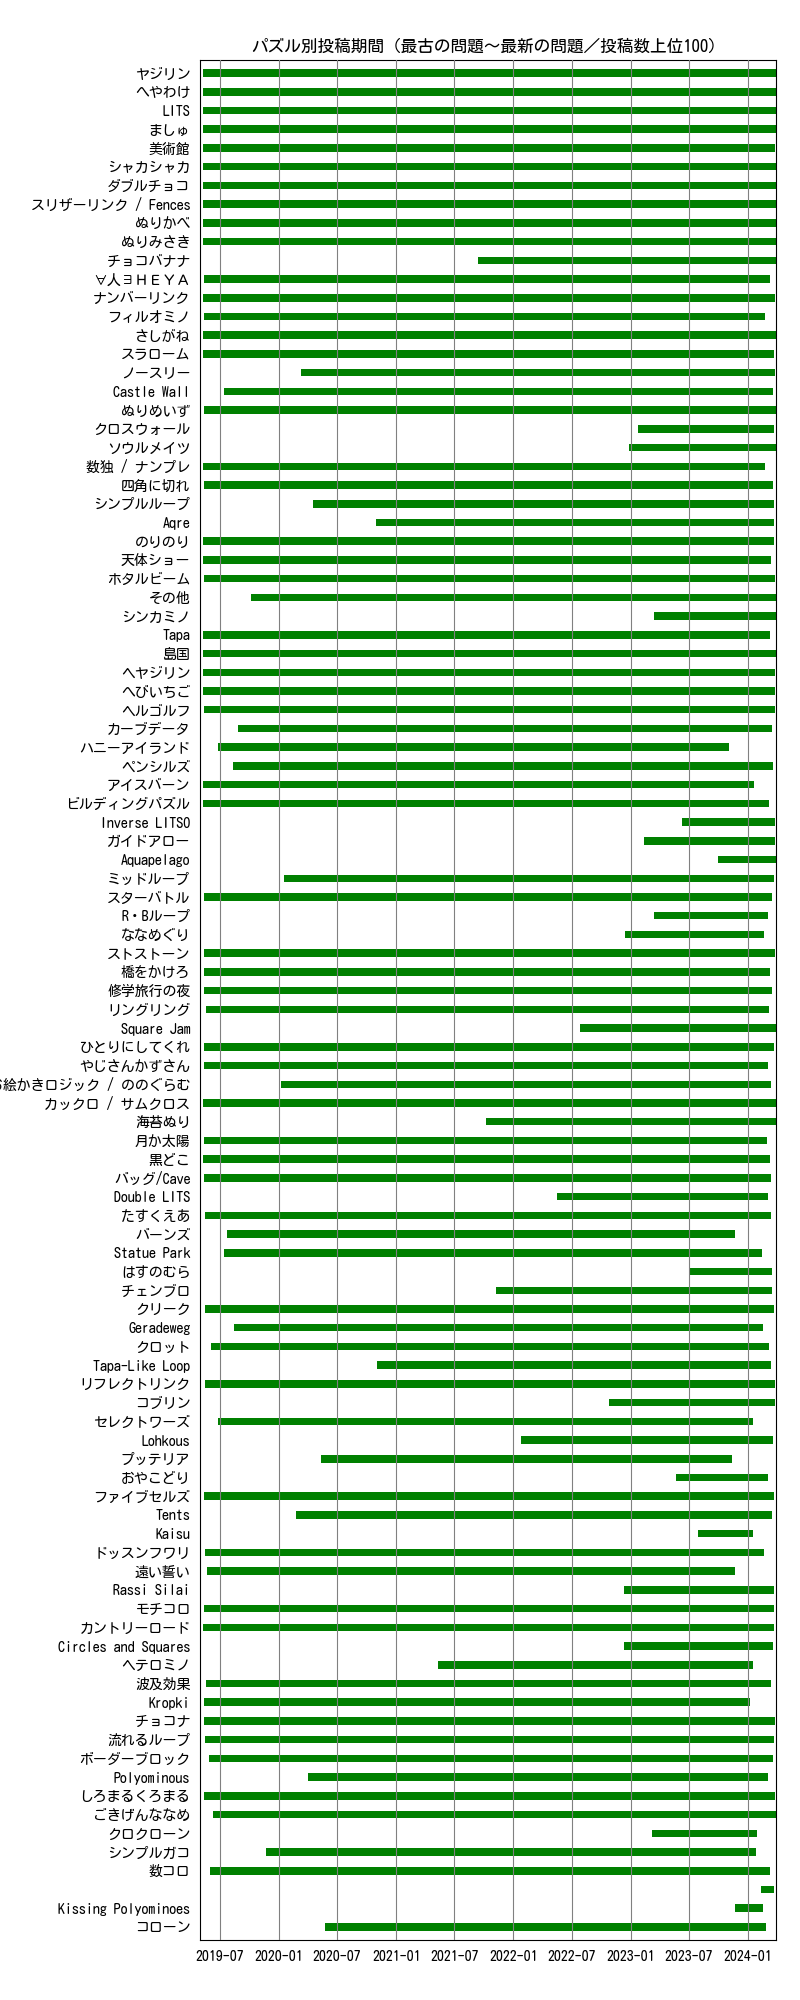 パズル別投稿期間（最古の問題～最新の問題／投稿数上位100）
ヤジリン
へやわけ
LITS
ましゅ
美術館
シャカシャカ
ダブルチョコ
スリザーリンク / Fences
ぬりかべ
ぬりみさき
チョコバナナ
∀人∃ＨＥＹＡ
ナンバーリンク
フィルオミノ
さしがね
スラローム
ノースリー
Castle Wall
ぬりめいず
クロスウォール
ソウルメイツ
数独 / ナンプレ
四角に切れ
シンプルループ
Aqre
のりのり
天体ショー
ホタルビーム
その他
シンカミノ
Tapa
島国
ヘヤジリン
へびいちご
ヘルゴルフ
カーブデータ
ハニーアイランド
ペンシルズ
アイスバーン
ビルディングパズル
Inverse LITSO
ガイドアロー
Aquapelago
ミッドループ
スターバトル
R・Bループ
ななめぐり
ストストーン
橋をかけろ
修学旅行の夜
リングリング
Square Jam
ひとりにしてくれ
やじさんかずさん
絵かきロジック / ののぐらむ
カックロ / サムクロス
海苔ぬり
月か太陽
黒どこ
バッグ/Cave
Double LITS
たすくえあ
バーンズ
Statue Park
はすのむら
チェンブロ
クリーク
Geradeweg
クロット
Tapa-Like Loop
リフレクトリンク
コブリン
セレクトワーズ
Lohkous
プッテリア
おやこどり
ファイブセルズ
Tents
Kaisu
ドッスンフワリ
遠い誓い
Rassi Silai
モチコロ
カントリーロード
Circles and Squares
ヘテロミノ
波及効果
Kropki
チョコナ
流れるループ
ボーダーブロック
Polyominous
しろまるくろまる
ごきげんななめ
クロクローン
シンプルガコ
数コロ
Kissing Polyominoes
コローン
2019-07 2020-01 2020-07 2021-01 2021-07 2022-01 2022-07 2023-01 2023-07 2024-01